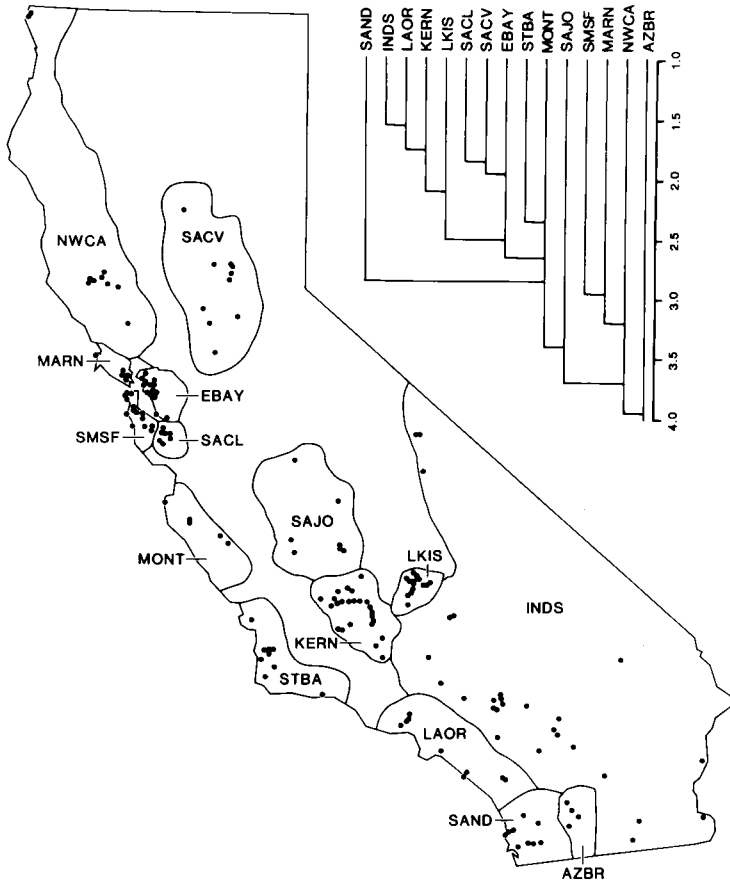 SAND
INDS
LAOR
KERN
LKIS
SACL
SACV
EBAY
STBA
MONT
SAJO
SMSF
MARN
NWCA
AZBR
1.0
1.5
2.0
2.5
3.0
3.5
4.0
NWCA
SACV
MARN
EBAY
SMSF
SACL
SAJO
MONT
LKIS
INDS
KERN
STBA
LAOR
SAND
AZBR